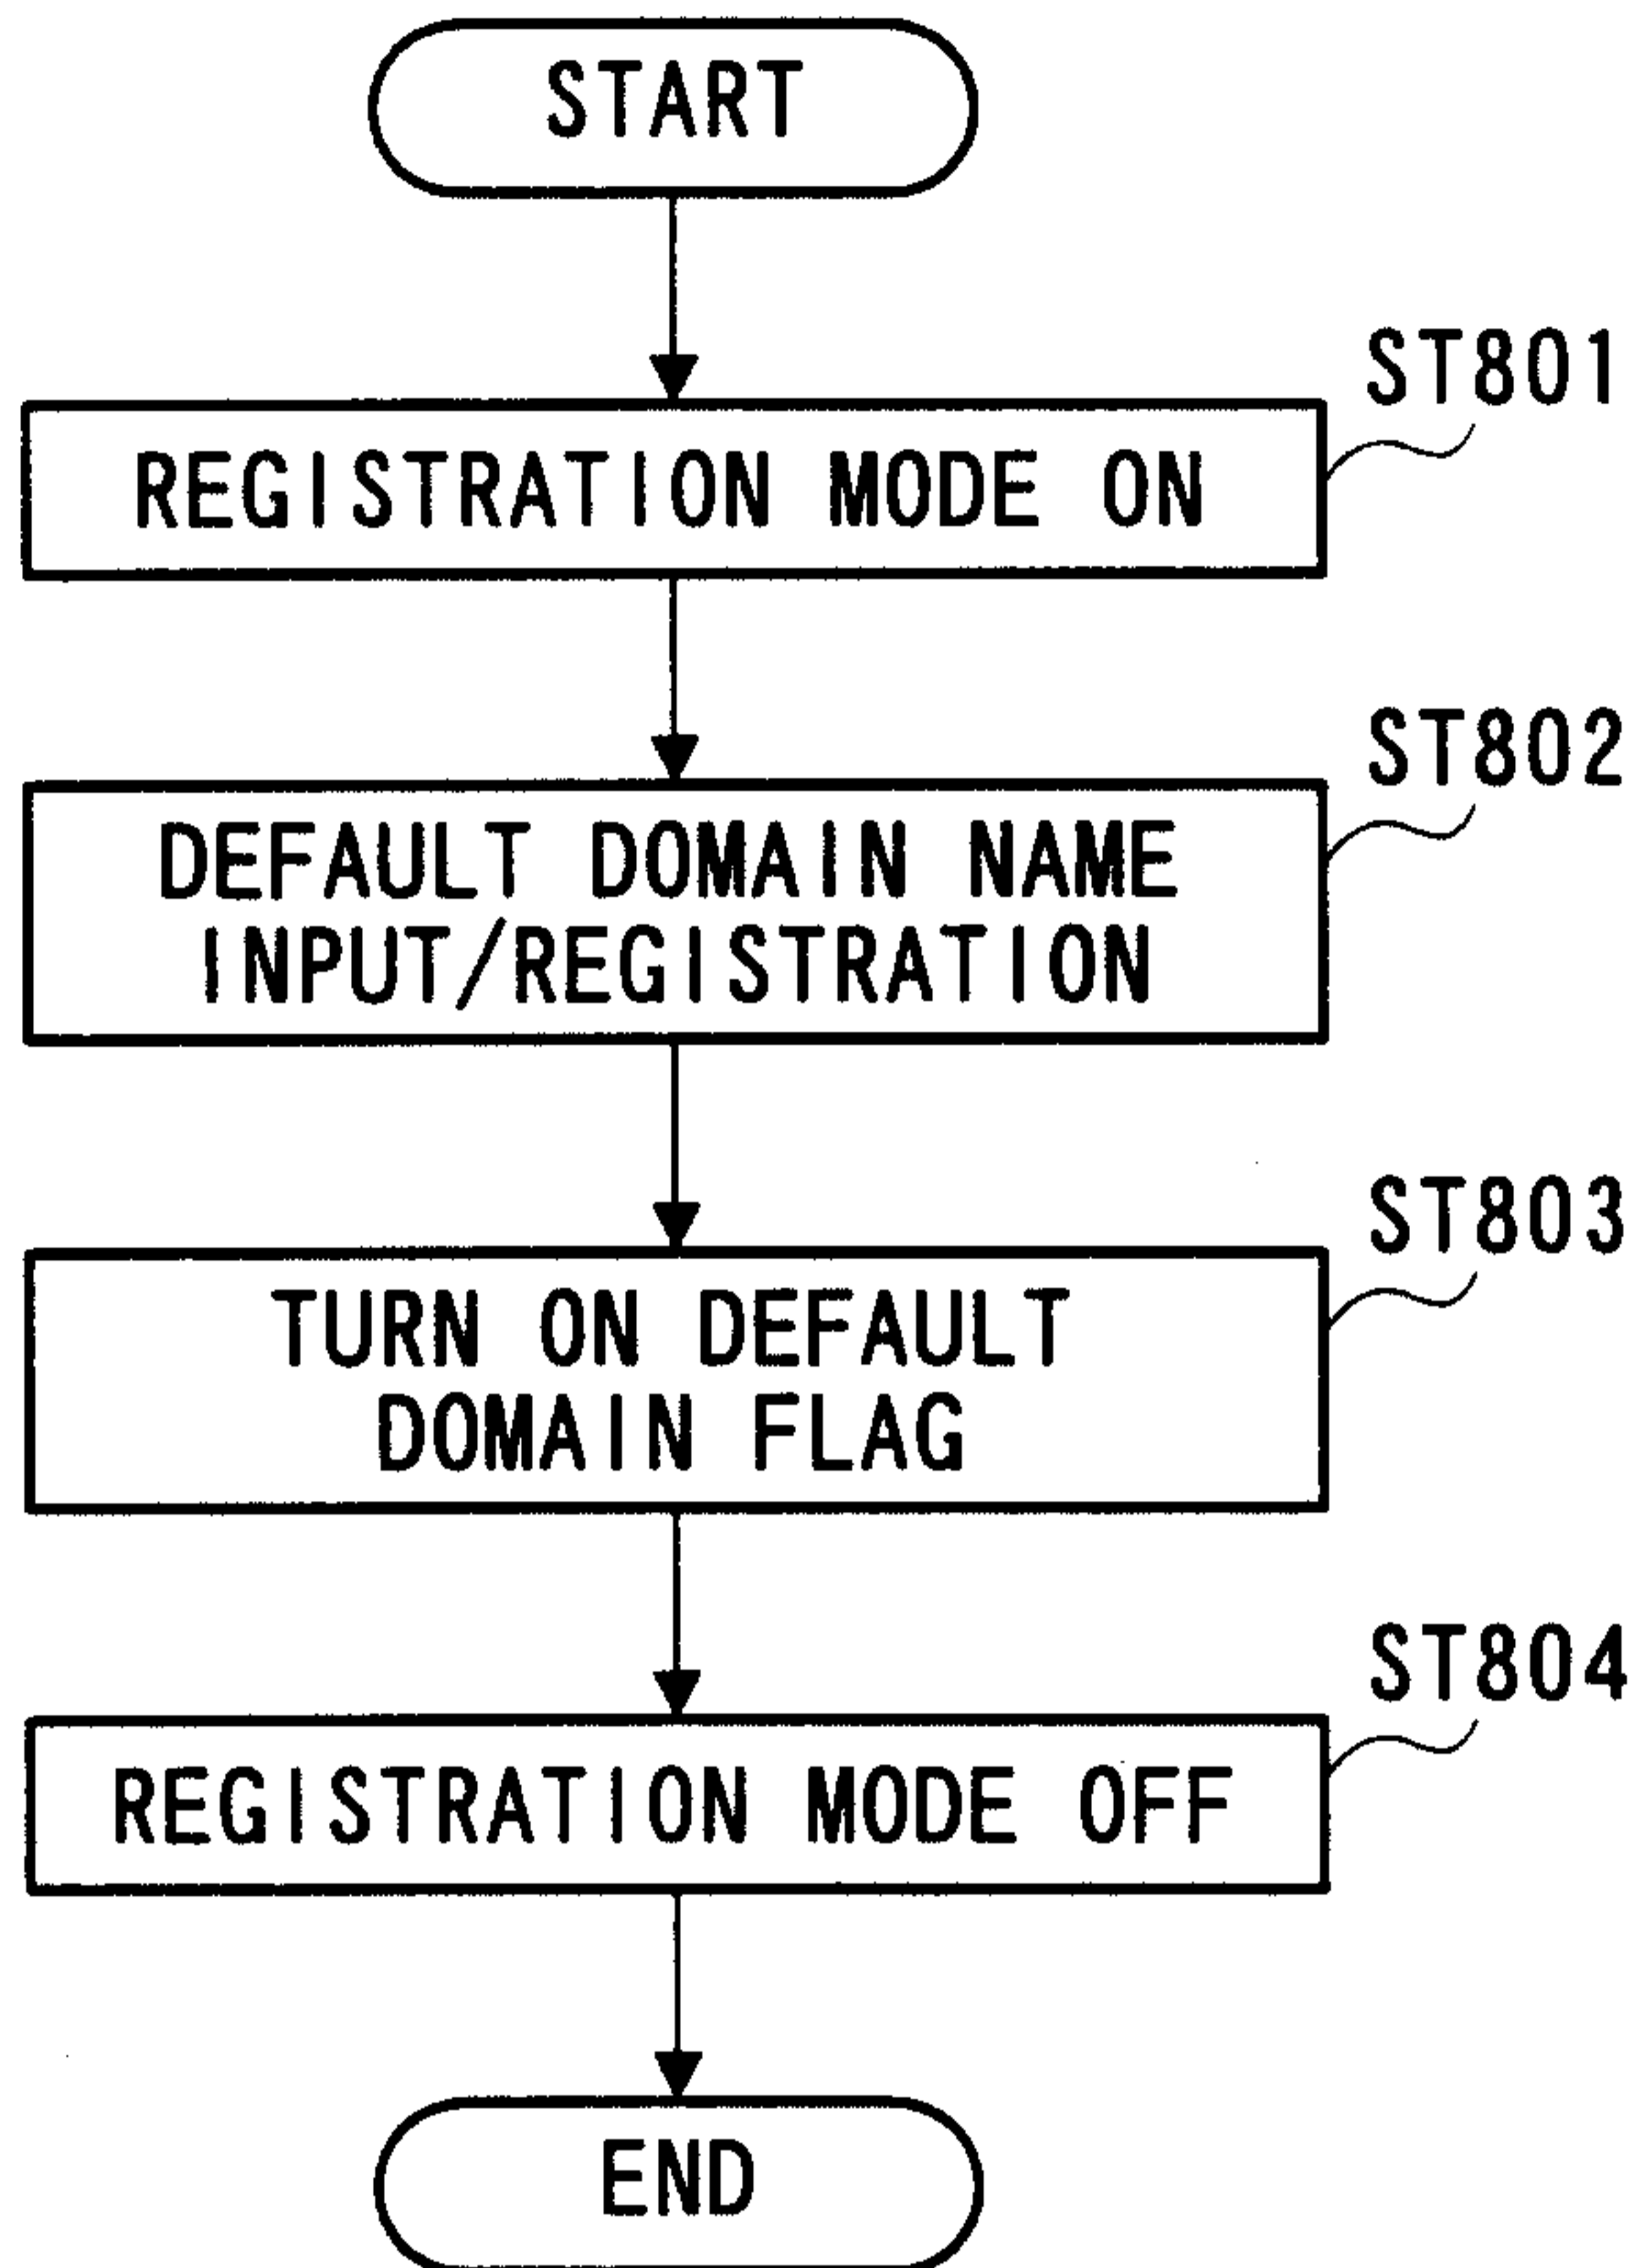 START
ST801
REGISTRATION MODE ON
ST802
DEFAULT DOMAIN NAME
INPUT/REGISTRATION
ST803
TURN ON DEFAULT
DOMAIN FLAG
ST804
REGISTRATION MODE OFF
END